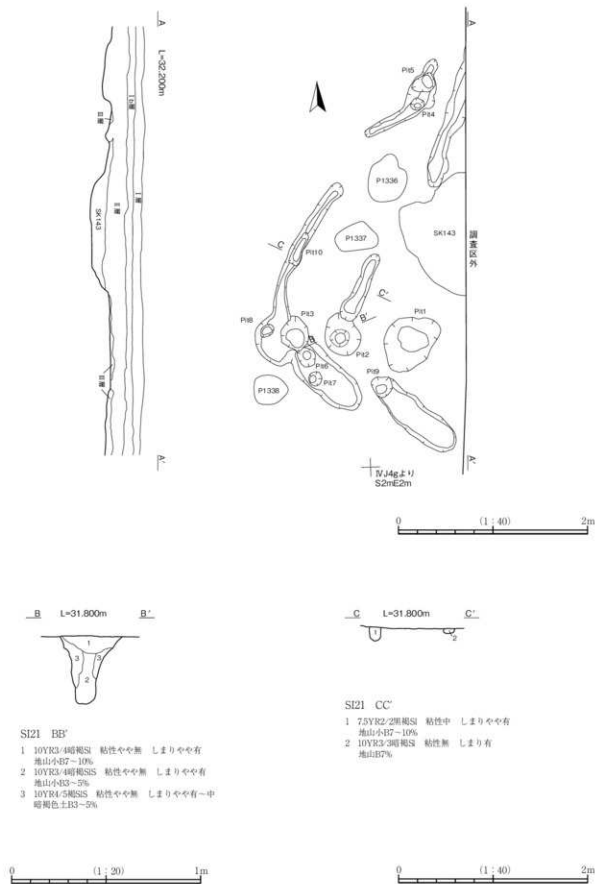 A
L=32.200m
Ⅰb層
Ⅰ層
Ⅱ層
Ⅲ層
SK143
Ⅲ層
A'
A
Pit5
Pit4
P1336
SK143
調査区外
P1337
Pit10
C
C'
B'
Pit1
Pit8
Pit3
B
Pit2
Pit6
Pit7
Pit9
P1338
A'
ⅣJ4gより
S2mE2m
0 (1:40) 2m
B L=31.800m B'
1
3 3
2
SI21 BB'
1 10YR3/4暗褐SI 粘性やや無 しまりやや有
地山小B7~10%
2 10YR3/4暗褐SIS 粘性やや無 しまりやや有
地山小B3~5%
3 10YR4/5褐SIS 粘性やや無 しまりやや有~中
暗褐色土B3~5%
0 (1:20) 1m
C L=31.800m C'
1
2
SI21 CC'
1 7.5YR2/2黒褐SI 粘性中 しまりやや有
地山小B7~10%
2 10YR3/3暗褐SI 粘性無 しまり有
地山B7%
0 (1:40) 2m